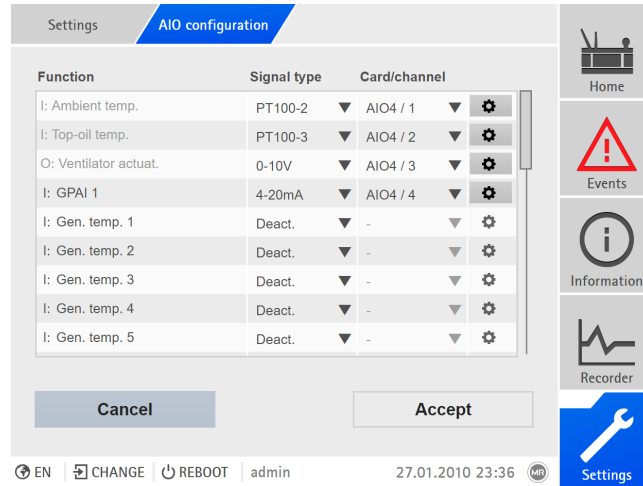 Settings AIO configuration
Function Signal type Card/channel
I: Ambient temp. PT100-2 AIO4 / 1
I: Top-oil temp. PT100-3 AIO4 / 2
O: Ventilator actuat. 0-10V AIO4 / 3
I: GPAI 1 4-20mA AIO4 / 4
I: Gen. temp. 1 Deact. -
I: Gen. temp. 2 Deact. -
I: Gen. temp. 3 Deact. -
I: Gen. temp. 4 Deact. -
I: Gen. temp. 5 Deact. -
Cancel Accept
EN CHANGE REBOOT admin 27.01.2010 23:36 MR
Home
Events
Information
Recorder
Settings